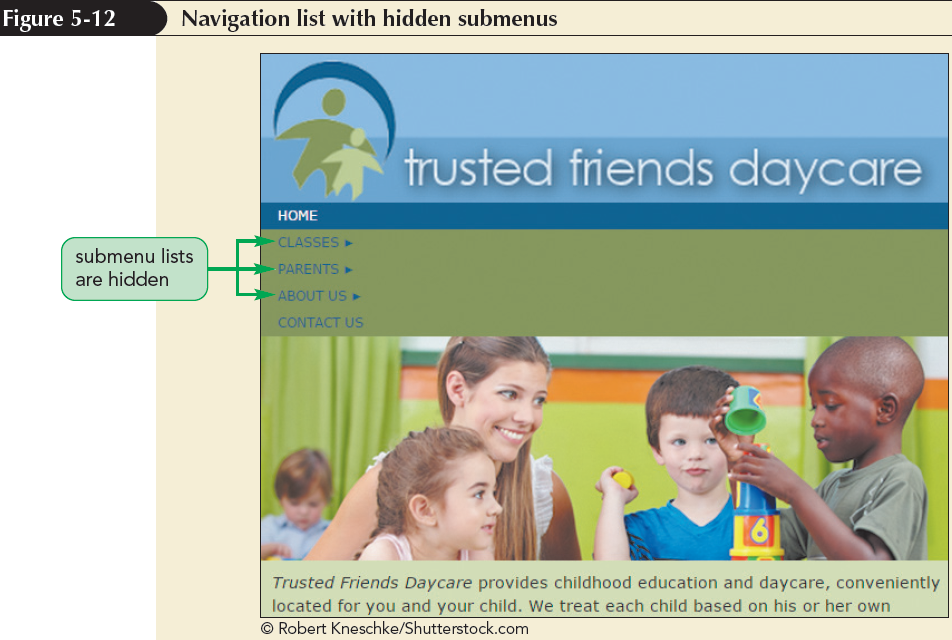 Figure 5-12 Navigation list with hidden submenus
trusted friends daycare
HOME
submenu lists
are hidden
CLASSES ►
PARENTS ►
ABOUT US ►
CONTACT US
6
Trusted Friends Daycare provides childhood education and daycare, conveniently
located for you and your child. We treat each child based on his or her own
© Robert Kneschke/Shutterstock.com